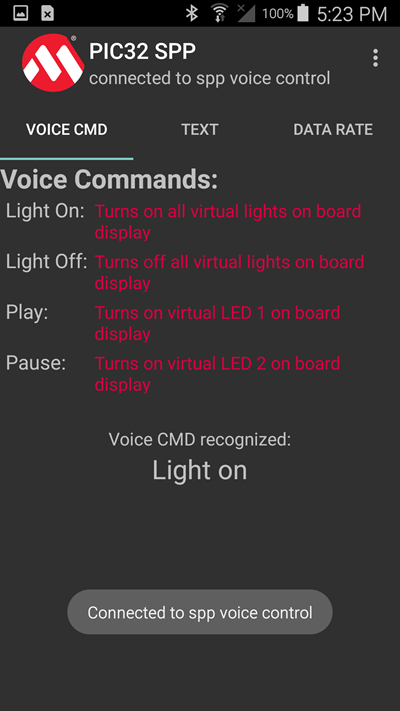 100% 5:23 PM
PIC32 SPP
connected to spp voice control
VOICE CMD TEXT DATA RATE
Voice Commands:
Light On: Turns on all virtual lights on board
display
Light Off: Turns off all virtual lights on board
display
Play: Turns on virtual LED 1 on board
display
Pause: Turns on virtual LED 2 on board
display
Voice CMD recognized:
Light on
Connected to spp voice control